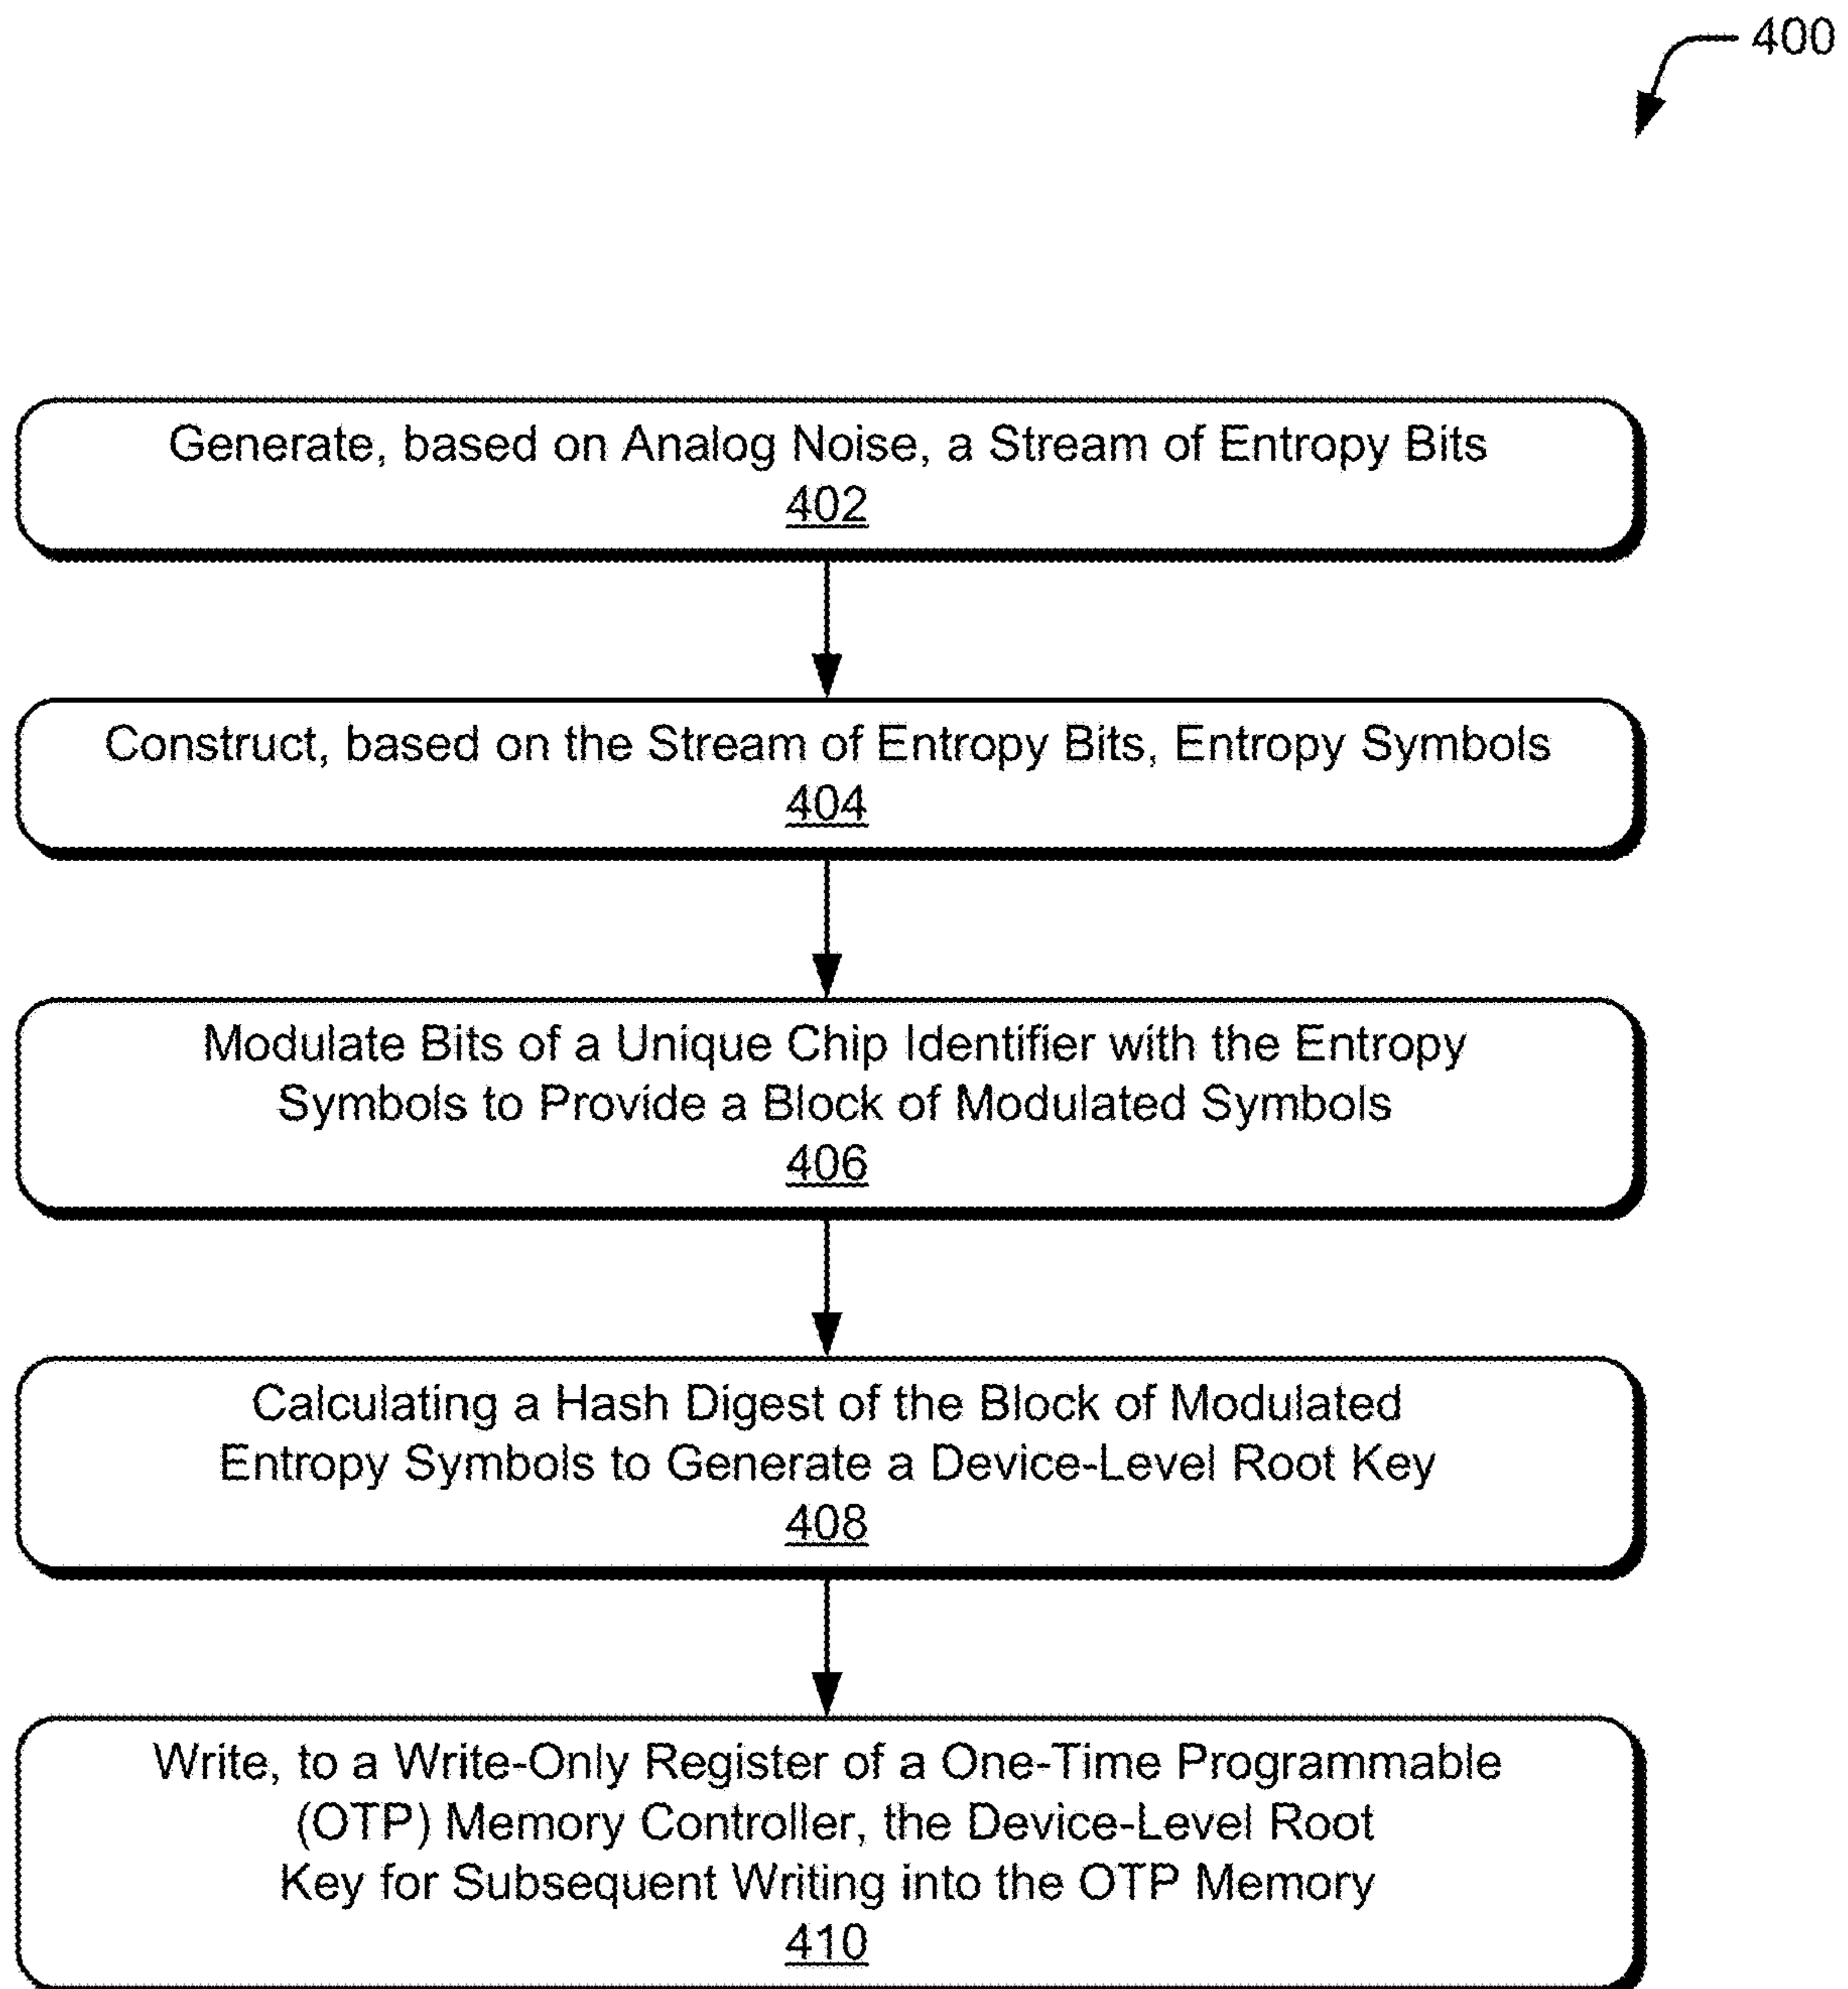 400
Generate, based on Analog Noise, a Stream of Entropy Bits
402
Construct, based on the Stream of Entropy Bits, Entropy Symbols
404
Modulate Bits of a Unique Chip Identifier with the Entropy
Symbols to Provide a Block of Modulated Symbols
406
Calculating a Hash Digest of the Block of Modulated
Entropy Symbols to Generate a Device-Level Root Key
408
Write, to a Write-Only Register of a One-Time Programmable
(OTP) Memory Controller, the Device-Level Root
Key for Subsequent Writing into the OTP Memory
410